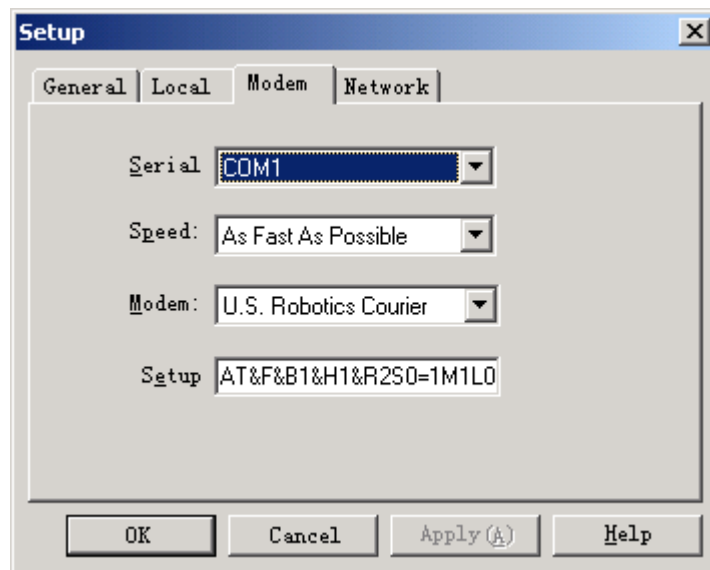 Setup
General Local Modem Network
Serial COM1
Speed: As Fast As Possible
Modem: U.S. Robotics Courier
Setup AT&F&B1&H1&R2S0=1M1L0
OK Cancel Apply(A) Help